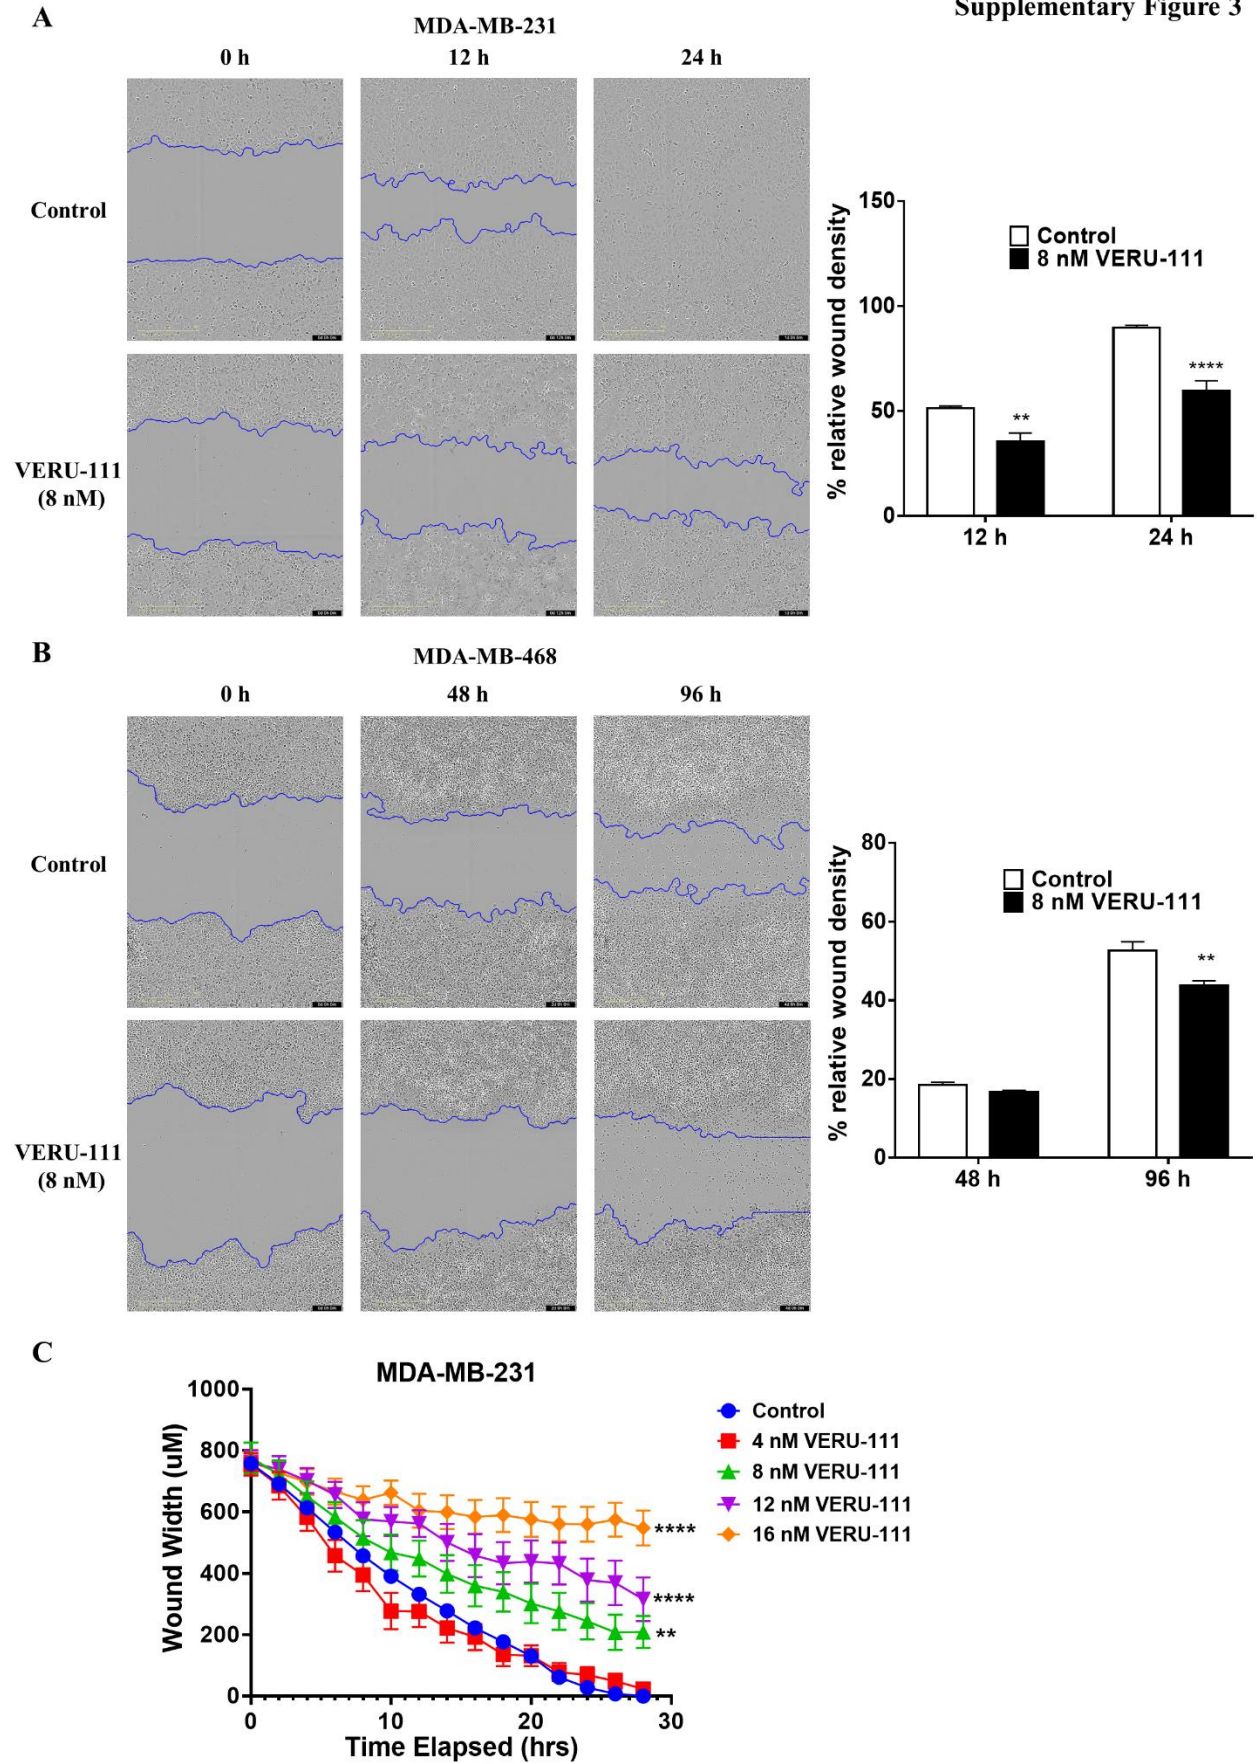 Supplementary Figure 3
A
MDA-MB-231
0 h
12 h
24 h
Control
VERU-111
(8 nM)
% relative wound density
150
100
50
0
Control
8 nM VERU-111
**
****
12 h
24 h
B
MDA-MB-468
0 h
48 h
96 h
Control
VERU-111
(8 nM)
% relative wound density
80
60
40
20
0
Control
8 nM VERU-111
**
48 h
96 h
C
MDA-MB-231
Wound Width (uM)
1000
800
600
400
200
0
0
10
20
30
Time Elapsed (hrs)
Control
4 nM VERU-111
8 nM VERU-111
12 nM VERU-111
16 nM VERU-111
****
****
**